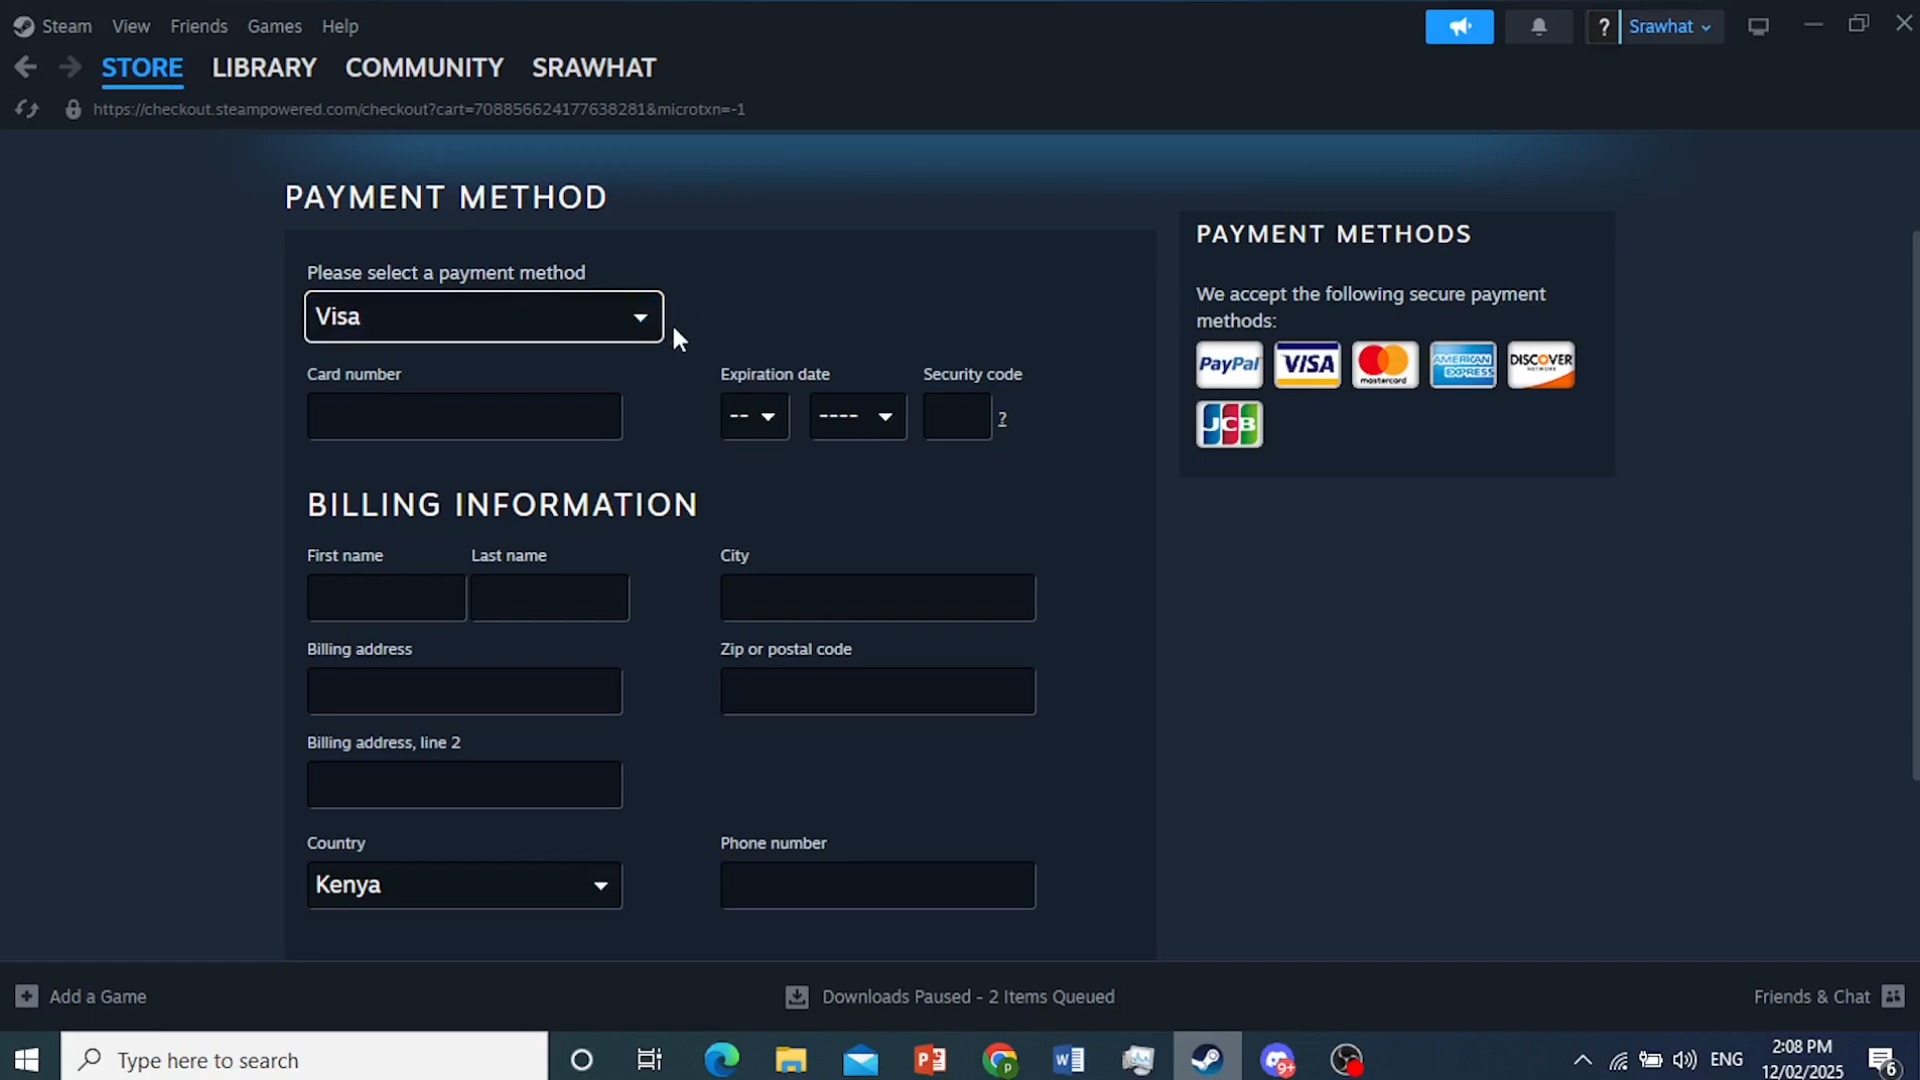 Steam View Friends Games Help
? Srawhat
STORE LIBRARY COMMUNITY SRAWHAT
https://checkout.steampowered.com/checkout?cart=708856624177638281&microtxn=-1
PAYMENT METHOD
Please select a payment method
Visa
Card number Expiration date Security code
-- ---- ?
BILLING INFORMATION
First name Last name City
Billing address Zip or postal code
Billing address, line 2
Country Phone number
Kenya
PAYMENT METHODS
We accept the following secure payment
methods:
PayPal VISA mastercard AMERICAN EXPRESS DISCOVER NETWORK
JCB
Add a Game Downloads Paused - 2 Items Queued Friends & Chat
Type here to search
9+
ENG
2:08 PM
12/02/2025
6